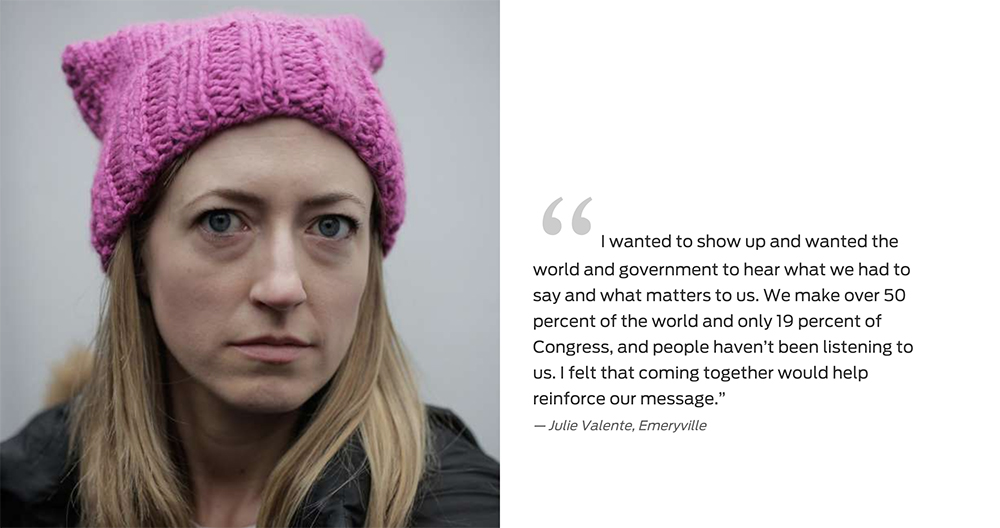 “ I wanted to show up and wanted the
world and government to hear what we had to
say and what matters to us. We make over 50
percent of the world and only 19 percent of
Congress, and people haven’t been listening to
us. I felt that coming together would help
reinforce our message.”
— Julie Valente, Emeryville